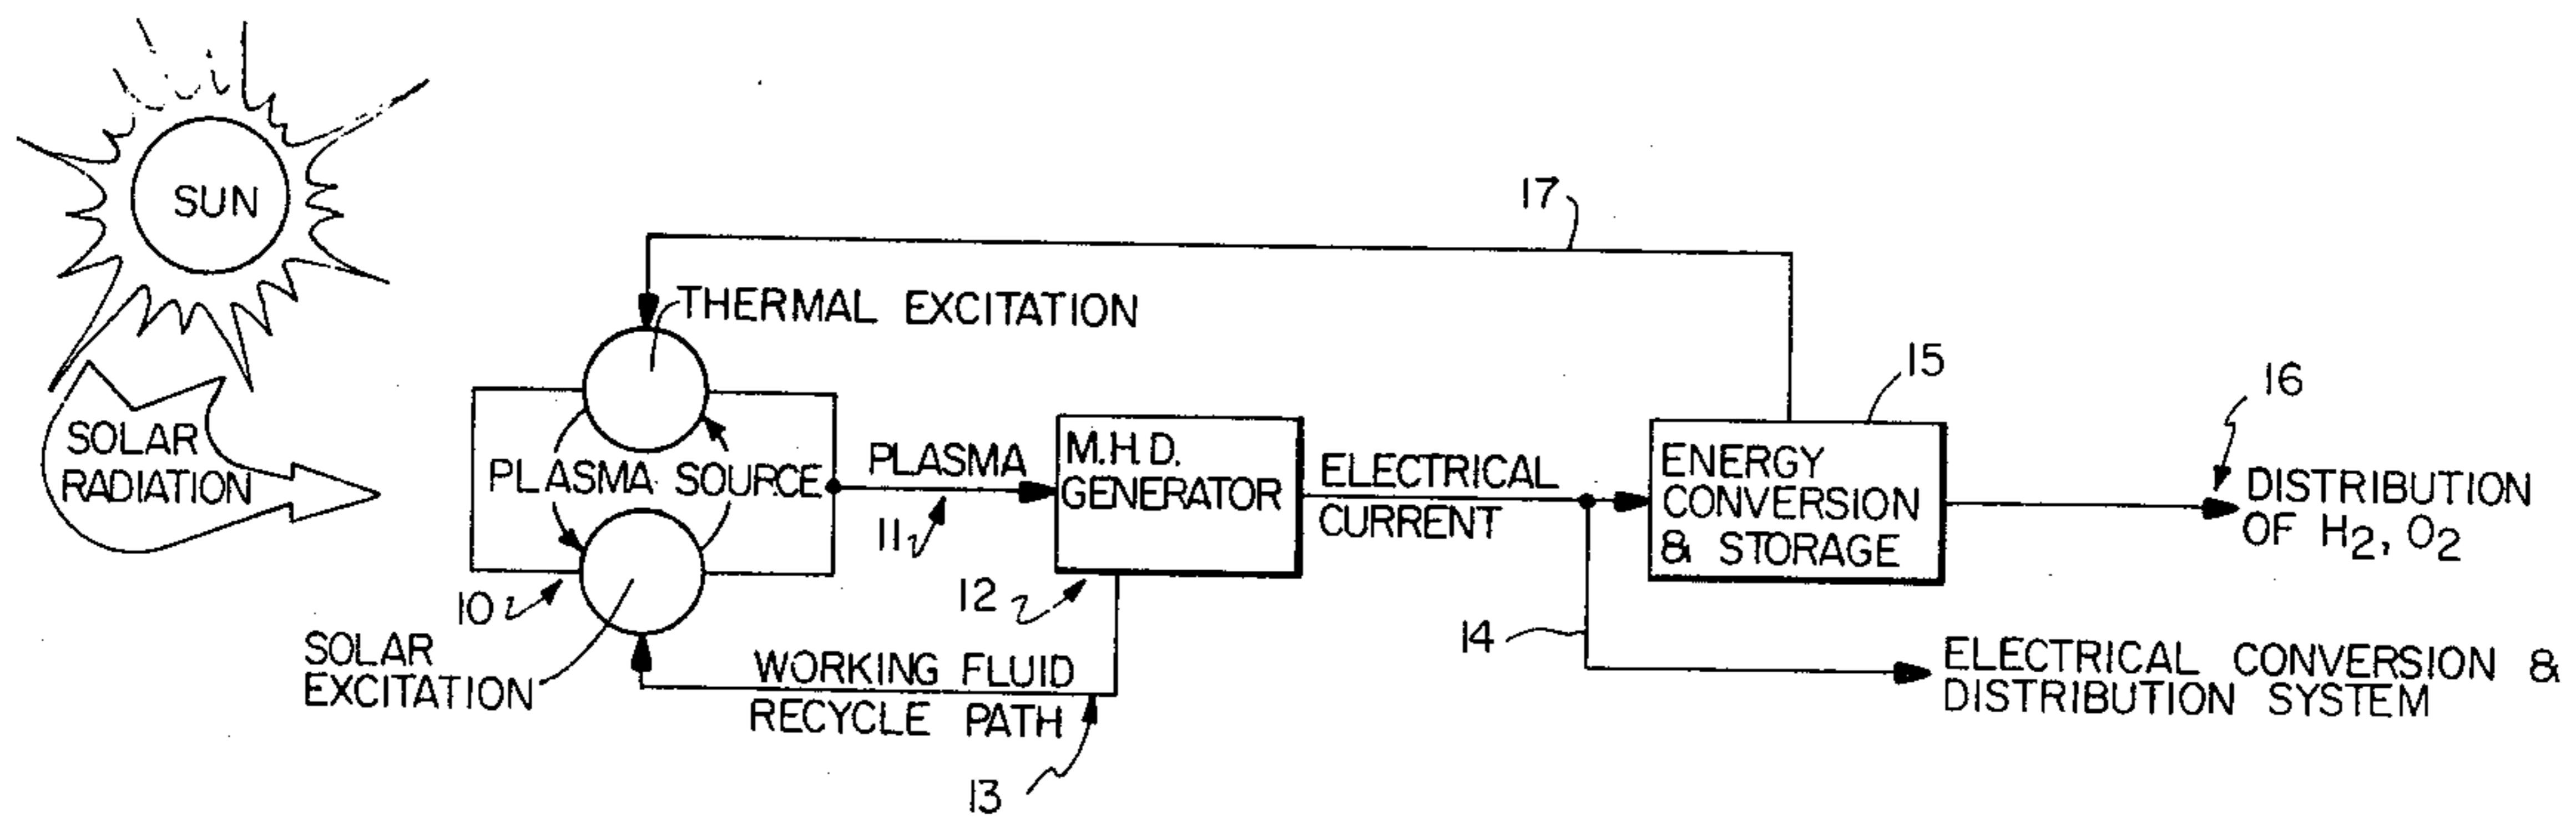 SUN
SOLAR
RADIATION
17
THERMAL EXCITATION
PLASMA SOURCE
10
SOLAR
EXCITATION
PLASMA
11
M.H.D.
GENERATOR
12
WORKING FLUID
RECYCLE PATH
13
ELECTRICAL
CURRENT
14
15
ENERGY
CONVERSION
& STORAGE
16
DISTRIBUTION
OF H2, O2
ELECTRICAL CONVERSION &
DISTRIBUTION SYSTEM